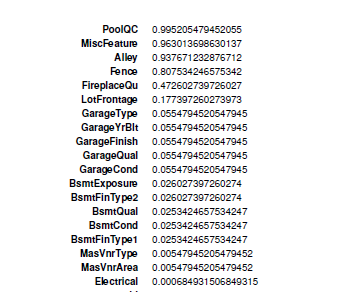 PoolQC 0.995205479452055
MiscFeature 0.963013698630137
Alley 0.937671232876712
Fence 0.807534246575342
FireplaceQu 0.472602739726027
LotFrontage 0.177397260273973
GarageType 0.0554794520547945
GarageYrBlt 0.0554794520547945
GarageFinish 0.0554794520547945
GarageQual 0.0554794520547945
GarageCond 0.0554794520547945
BsmtExposure 0.026027397260274
BsmtFinType2 0.026027397260274
BsmtQual 0.0253424657534247
BsmtCond 0.0253424657534247
BsmtFinType1 0.0253424657534247
MasVnrType 0.00547945205479452
MasVnrArea 0.00547945205479452
Electrical 0.000684931506849315